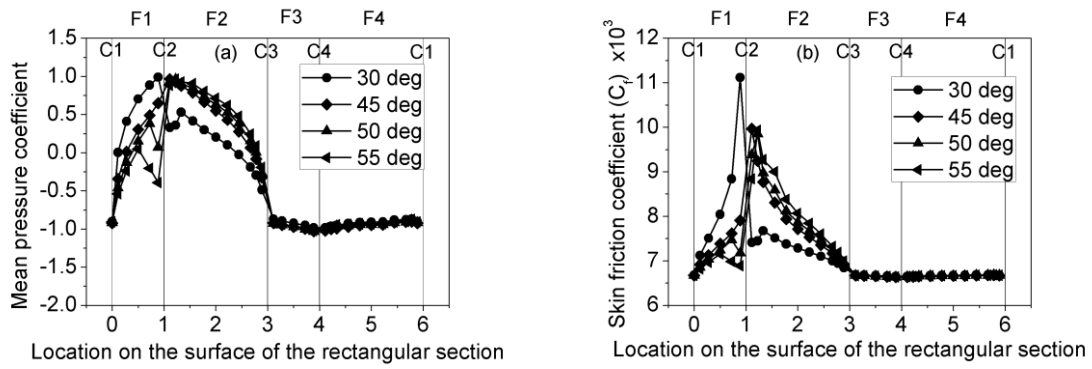 F1 F2 F3 F4
C1 C2 (a) C3 C4 C1
1.5
1.0
0.5
0.0
-0.5
-1.0
-1.5
-2.0
30 deg
45 deg
50 deg
55 deg
Mean pressure coefficient
0 1 2 3 4 5 6
Location on the surface of the rectangular section
F1 F2 F3 F4
C1 C2 (b) C3 C4 C1
12
11
10
9
8
7
6
30 deg
45 deg
50 deg
55 deg
Skin friction coefficient (Cf) x10³
0 1 2 3 4 5 6
Location on the surface of the rectangular section